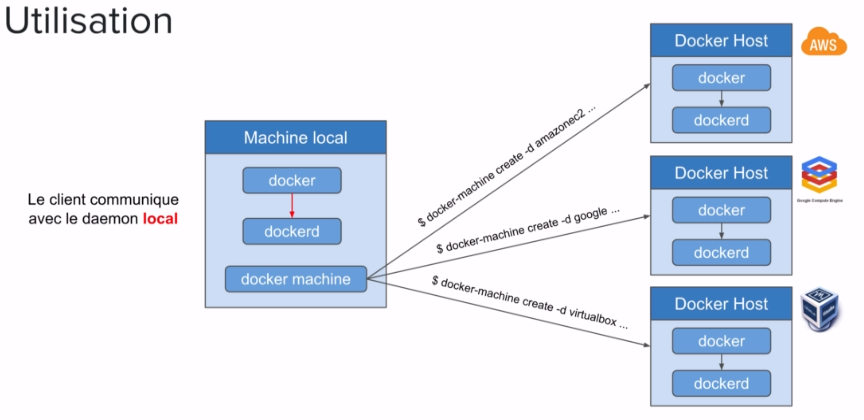 Utilisation
Docker Host
AWS
docker
dockerd
Machine local
docker
dockerd
docker machine
Le client communique
avec le daemon local
$ docker-machine create -d amazonec2 ...
$ docker-machine create -d google ...
$ docker-machine create -d virtualbox ...
Docker Host
docker
dockerd
Google Compute Engine
Docker Host
docker
dockerd